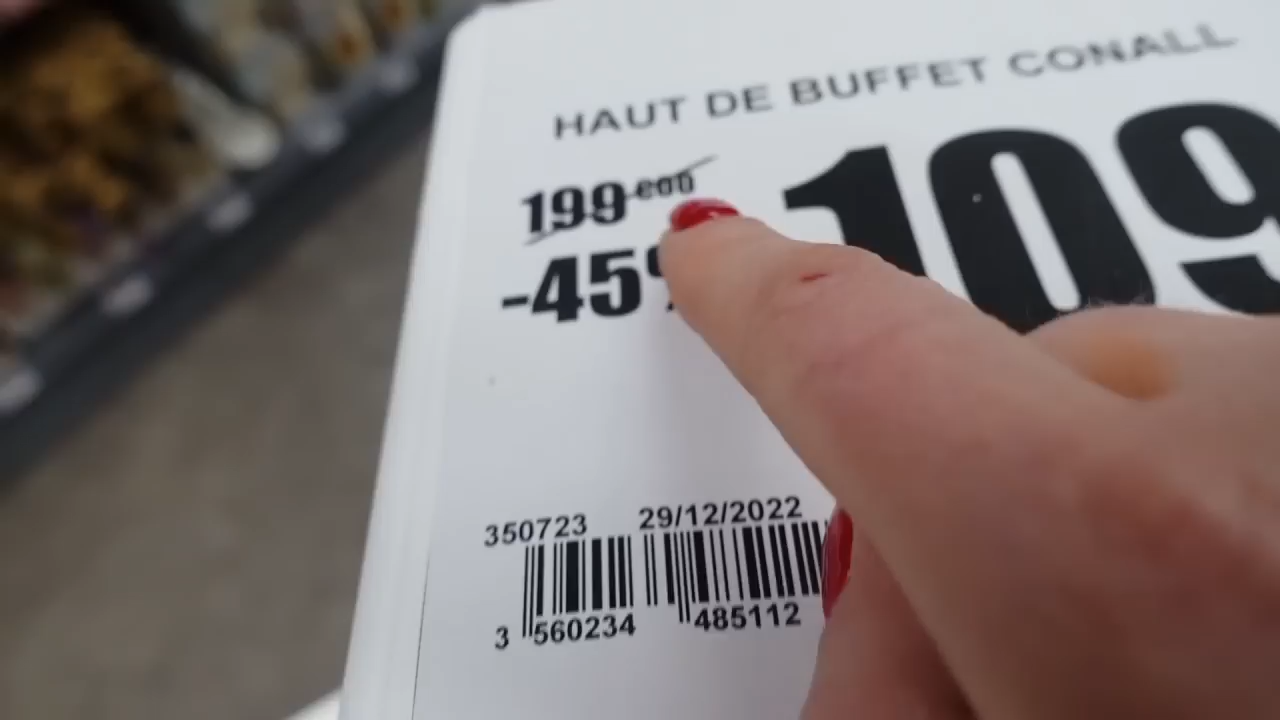 HAUT DE BUFFET CONALL
199 €00
-45%
109
350723 29/12/2022
3 560234 485112